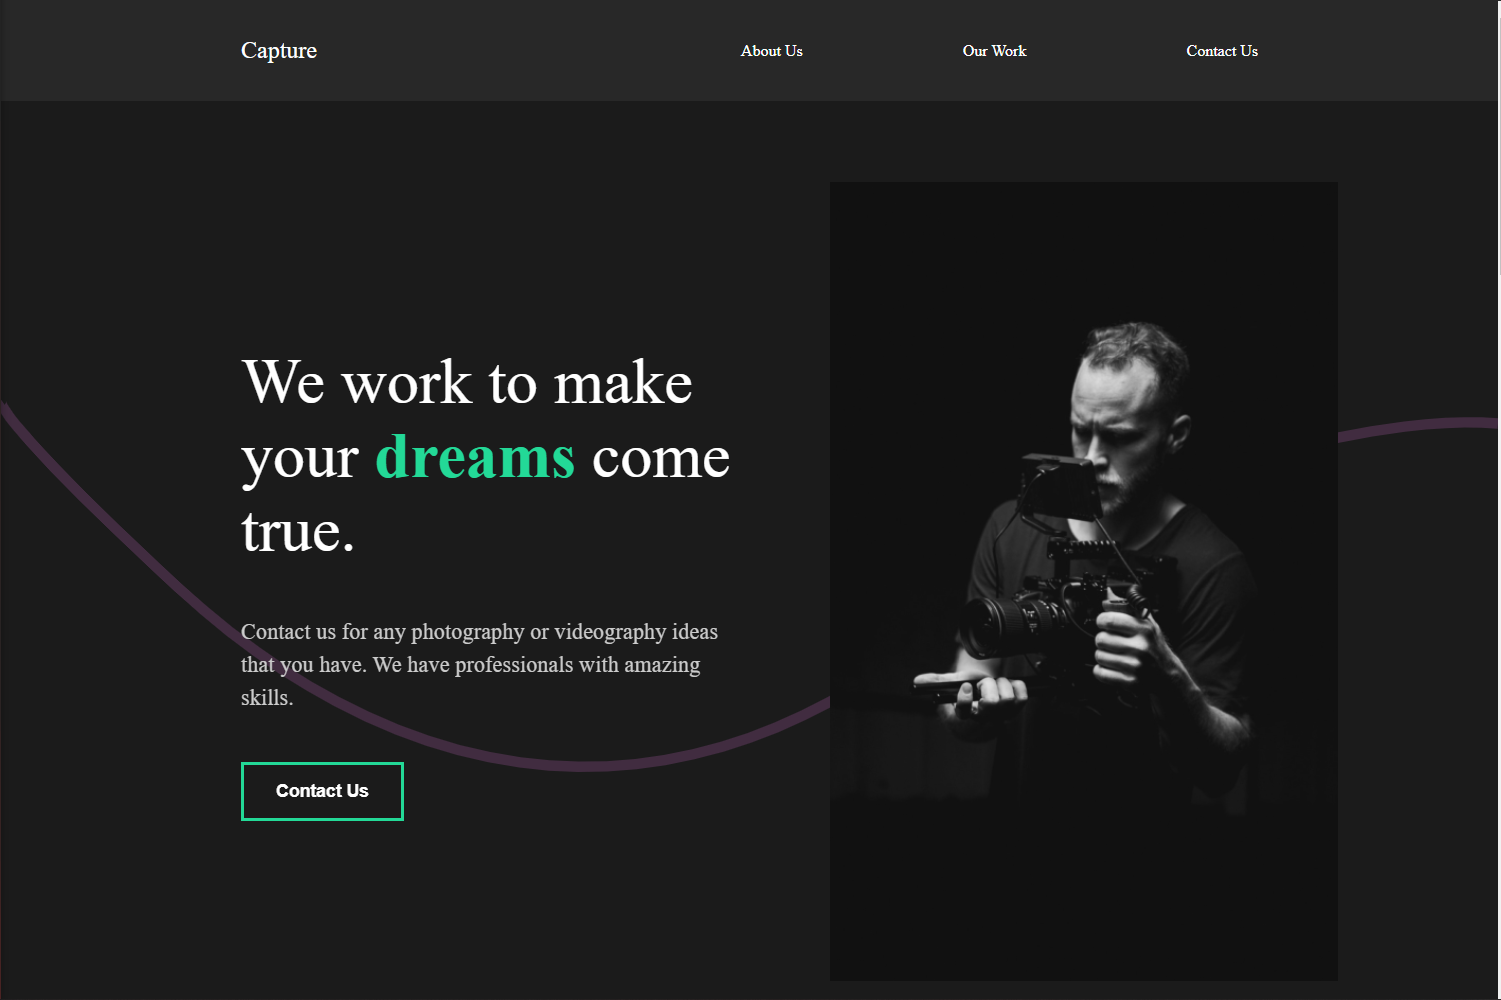 Capture
About Us
Our Work
Contact Us
We work to make
your dreams come
true.
Contact us for any photography or videography ideas
that you have. We have professionals with amazing
skills.
Contact Us